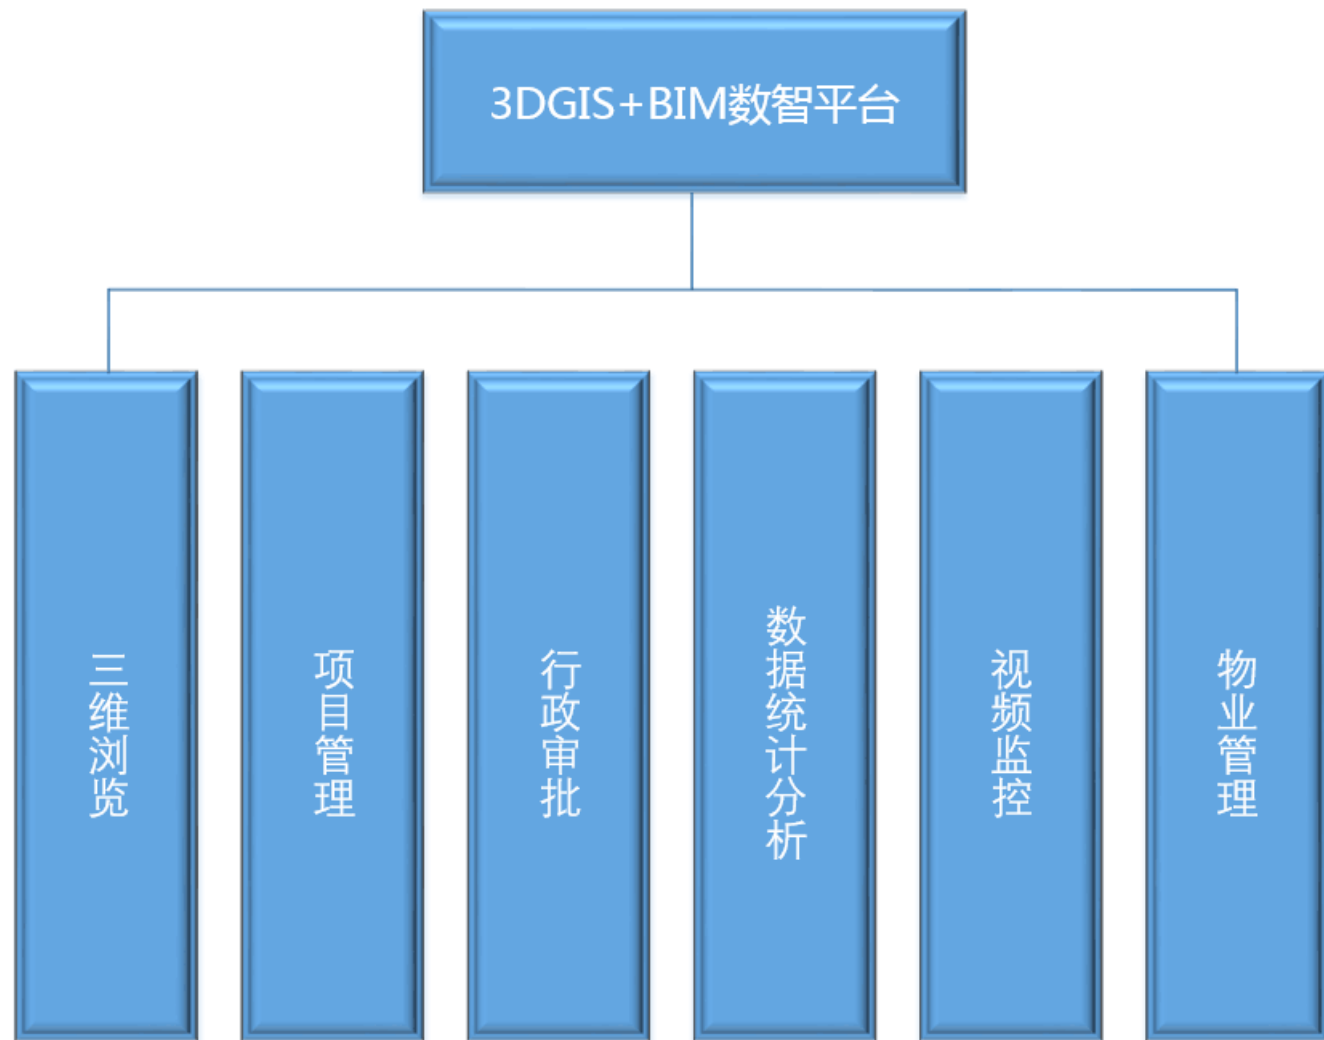 3DGIS+BIM数智平台
三维浏览
项目管理
行政审批
数据统计分析
视频监控
物业管理